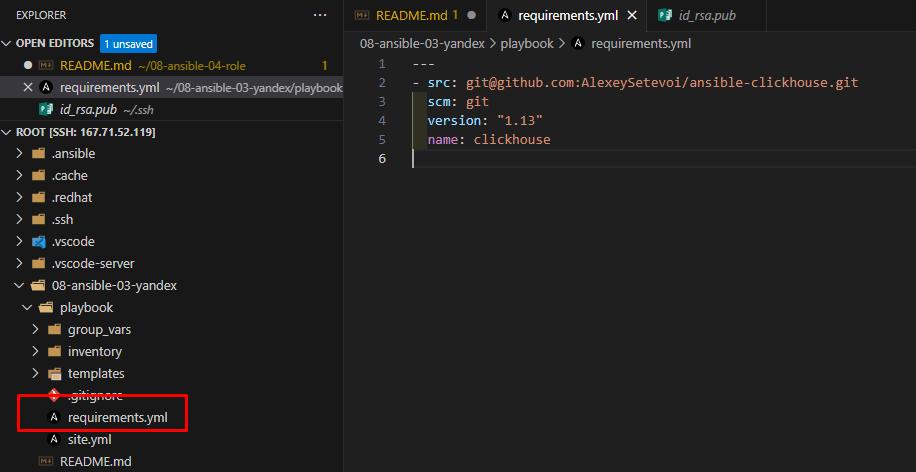 EXPLORER
OPEN EDITORS 1 unsaved
README.md ~/08-ansible-04-role 1
requirements.yml ~/08-ansible-03-yandex/playbook
id_rsa.pub ~/.ssh
ROOT [SSH: 167.71.52.119]
.ansible
.cache
.redhat
.ssh
.vscode
.vscode-server
08-ansible-03-yandex
playbook
group_vars
inventory
templates
.gitignore
requirements.yml
site.yml
README.md
README.md 1 requirements.yml id_rsa.pub
08-ansible-03-yandex > playbook > requirements.yml
1 ---
2 - src: git@github.com:AlexeySetevoi/ansible-clickhouse.git
3 scm: git
4 version: "1.13"
5 name: clickhouse
6